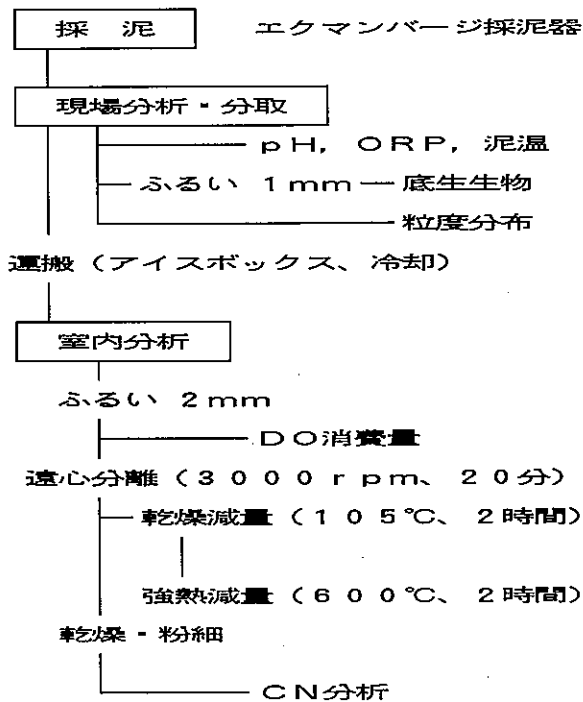 採泥 エクマンバージ採泥器
現場分析・分取
pH, ORP, 泥温
ふるい 1mm 底生生物
粒度分布
運搬(アイスボックス、冷却)
室内分析
ふるい 2mm
DO消費量
遠心分離(3000rpm、20分)
乾燥減量(105℃、2時間)
強熱減量(600℃、2時間)
乾燥・粉細
CN分析